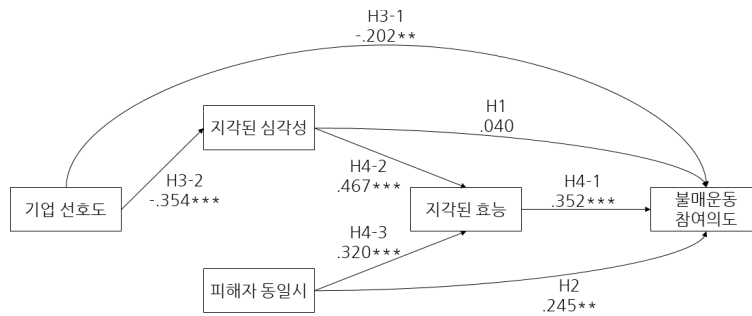 H3-1
-.202**
지각된 심각성
H1
.040
H3-2
-.354***
H4-2
.467***
기업 선호도
지각된 효능
H4-1
.352***
불매운동
참여의도
H4-3
.320***
피해자 동일시
H2
.245**